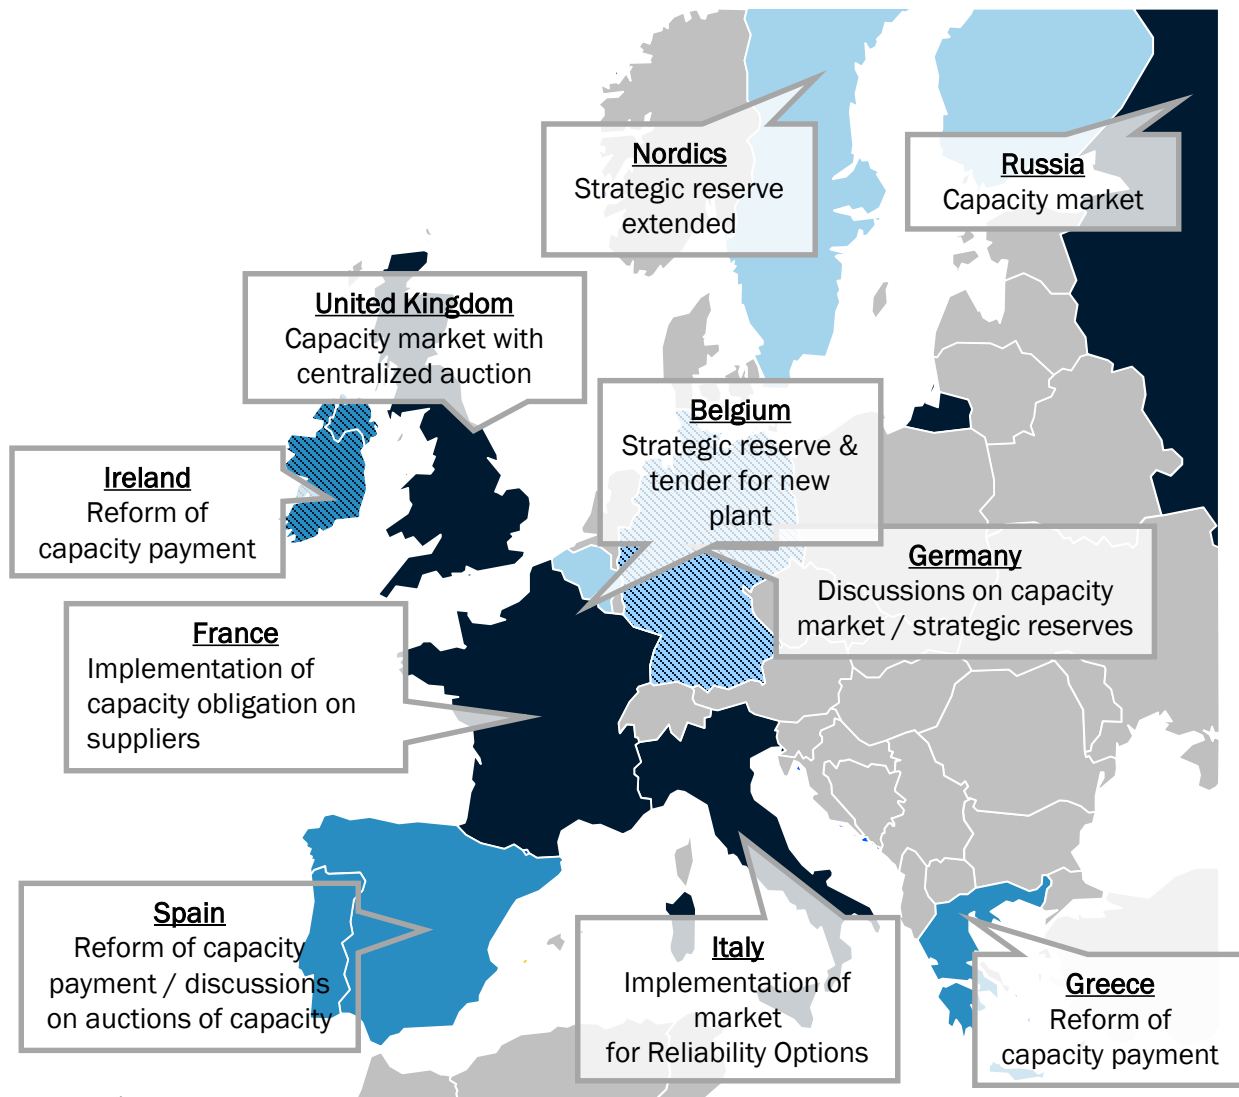 Nordics
Strategic reserve
extended
Russia
Capacity market
United Kingdom
Capacity market with
centralized auction
Belgium
Strategic reserve &
tender for new
plant
Ireland
Reform of
capacity payment
Germany
Discussions on capacity
market / strategic reserves
France
Implementation of
capacity obligation on
suppliers
Spain
Reform of capacity
payment / discussions
on auctions of capacity
Italy
Implementation of
market
for Reliability Options
Greece
Reform of
capacity payment